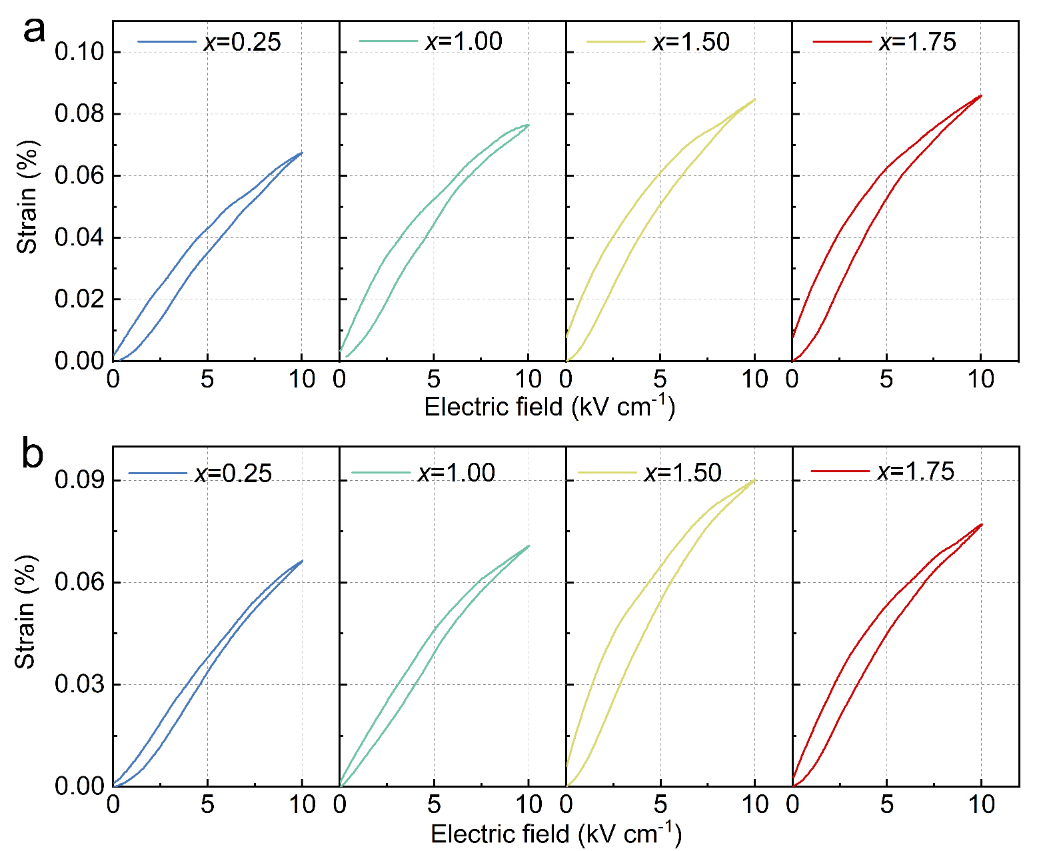 a
x=0.25
x=1.00
x=1.50
x=1.75
0.10
0.08
0.06
0.04
0.02
0.00
Strain (%)
0 5 10 0 5 10 0 5 10 0 5 10
Electric field (kV cm⁻¹)
b
x=0.25
x=1.00
x=1.50
x=1.75
0.09
0.06
0.03
0.00
Strain (%)
0 5 10 0 5 10 0 5 10 0 5 10
Electric field (kV cm⁻¹)